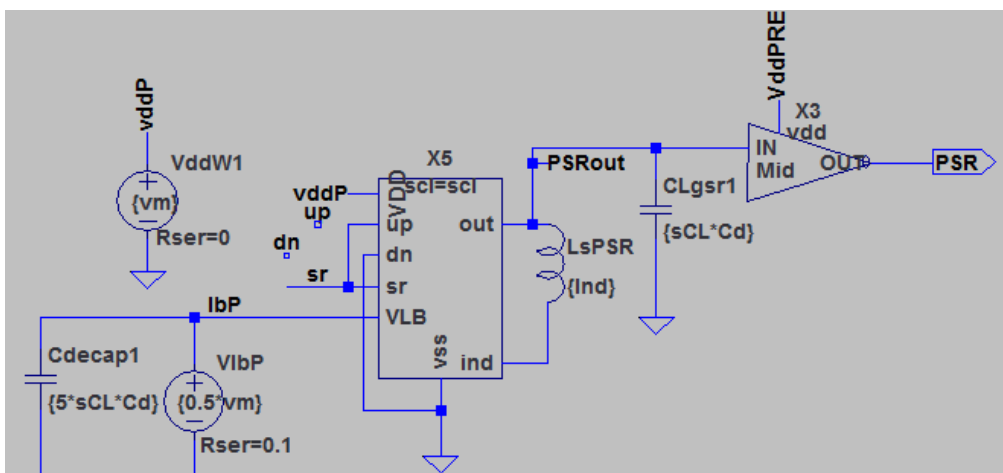 vddP
VddW1
{vm}
Rser=0
Cdecap1
{5*sCL*Cd}
VlbP
{0.5*vm}
Rser=0.1
lbP
dn
up
vddP
sr
X5
scl=scl
VDD
up
dn
sr
VLB
vss
out
ind
PSRout
LsPSR
{Ind}
CLgsr1
{sCL*Cd}
VddPRE
X3
vdd
IN
Mid
OUT
PSR